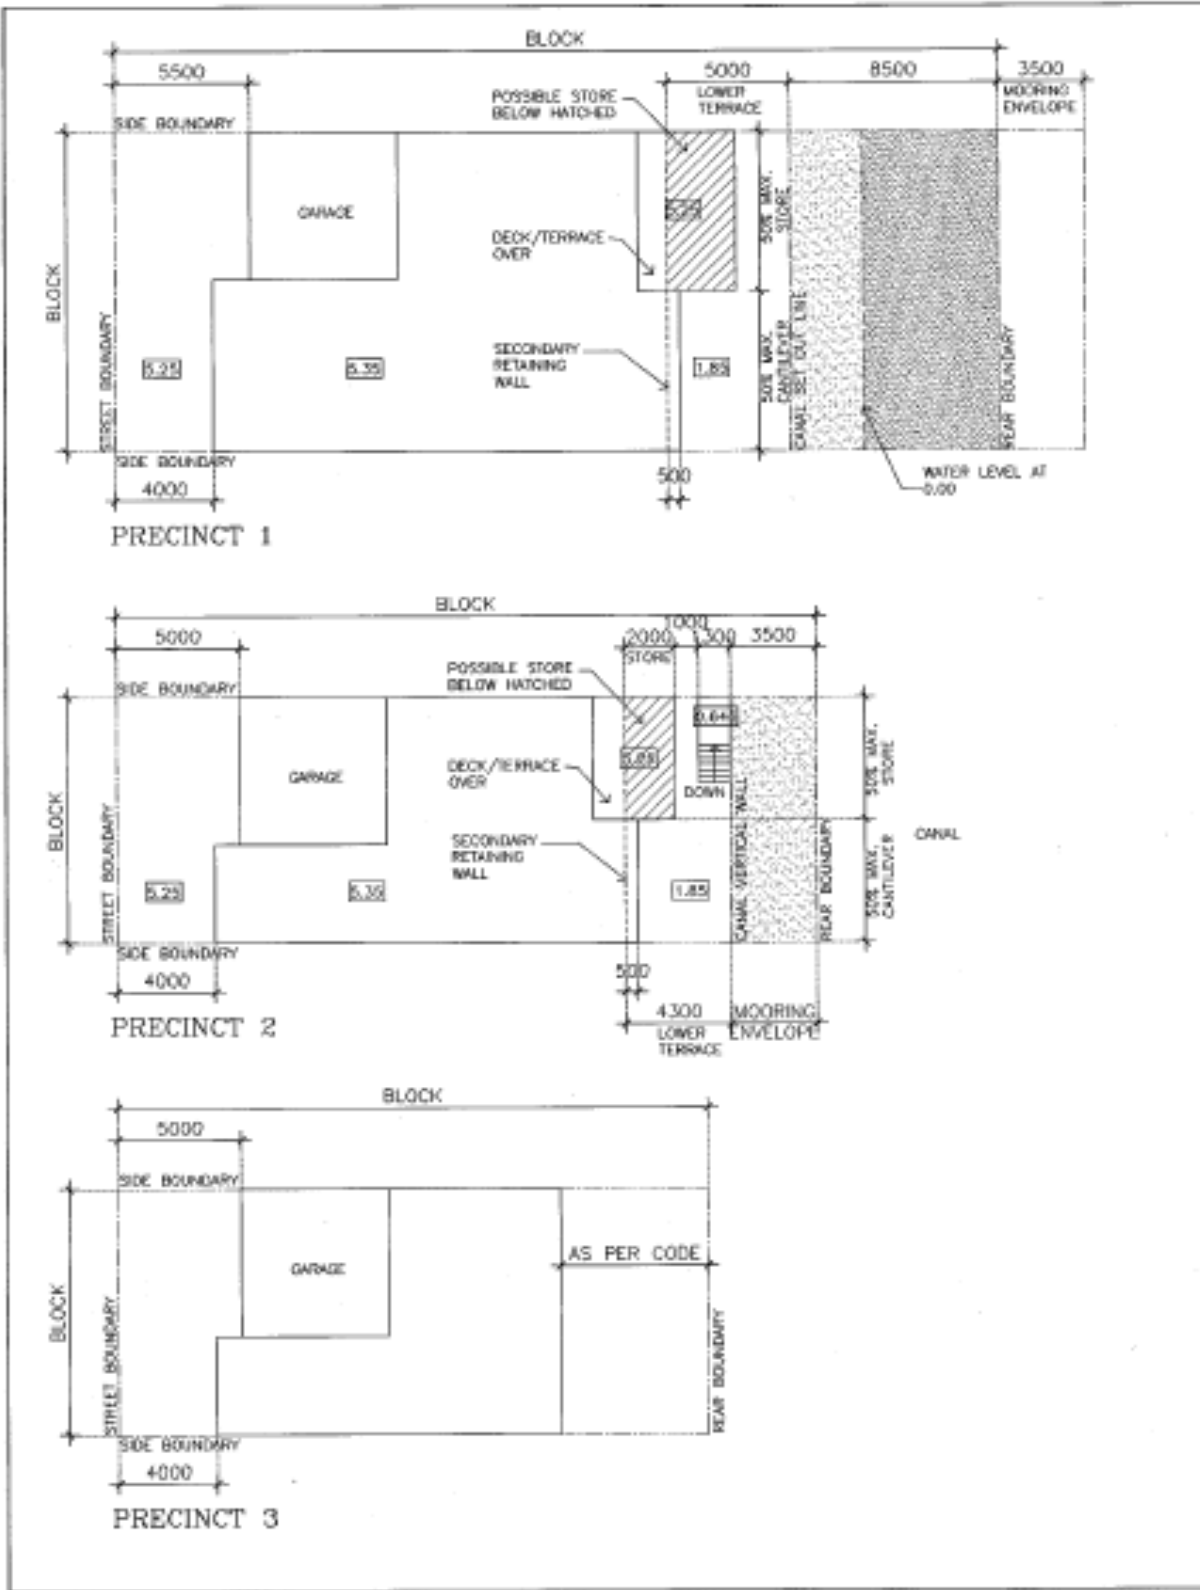 BLOCK
5500
5000
8500
3500
POSSIBLE STORE
BELOW HATCHED
LOWER
TERRACE
MOORING
ENVELOPE
SIDE BOUNDARY
GARAGE
50% MAX.
STORE
DECK/TERRACE
OVER
BLOCK
STREET BOUNDARY
SECONDARY
RETAINING
WALL
5.25
5.35
1.85
50% MAX.
CANTILEVER
CANAL SET OUT LINE
REAR BOUNDARY
SIDE BOUNDARY
WATER LEVEL AT
0.00
4000
500
PRECINCT 1
BLOCK
1000
5000
2000
1300
3500
STORE
POSSIBLE STORE
BELOW HATCHED
SIDE BOUNDARY
50% MAX.
STORE
GARAGE
DECK/TERRACE
OVER
DOWN
BLOCK
STREET BOUNDARY
SECONDARY
RETAINING
WALL
CANAL VERTICAL WALL
REAR BOUNDARY
CANAL
50% MAX.
CANTILEVER
5.25
5.35
1.85
SIDE BOUNDARY
4000
500
4300
MOORING
ENVELOPE
LOWER
TERRACE
PRECINCT 2
BLOCK
5000
SIDE BOUNDARY
GARAGE
AS PER CODE
BLOCK
STREET BOUNDARY
REAR BOUNDARY
SIDE BOUNDARY
4000
PRECINCT 3